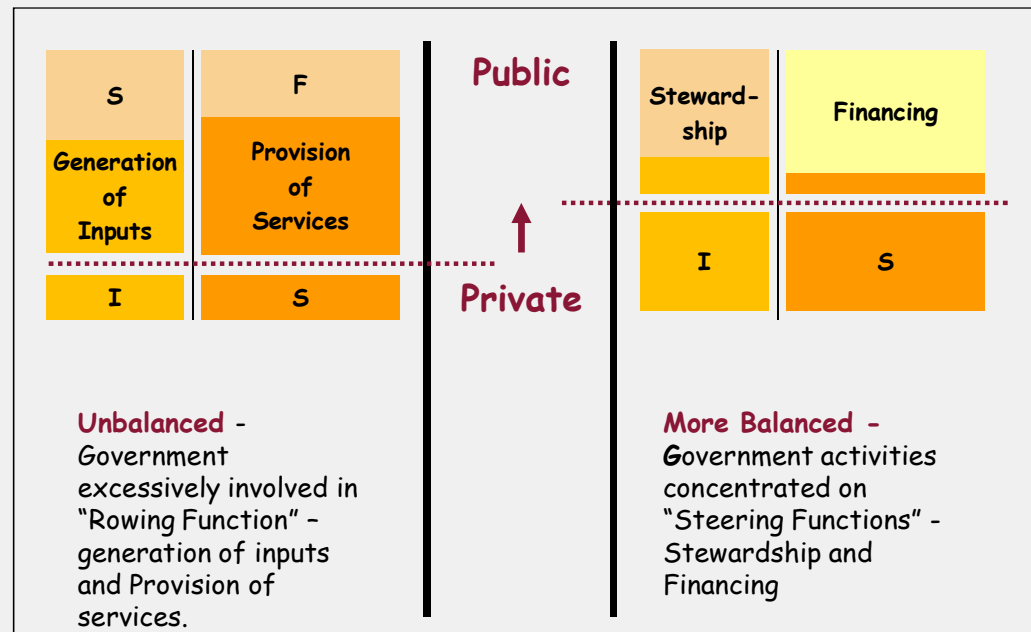 S
Generation
of
Inputs
I
F
Provision
of
Services
S
Public
Private
Steward-
ship
I
Financing
S
Unbalanced -
Government
excessively involved in
“Rowing Function” –
generation of inputs
and Provision of
services.
More Balanced -
Government activities
concentrated on
“Steering Functions” -
Stewardship and
Financing